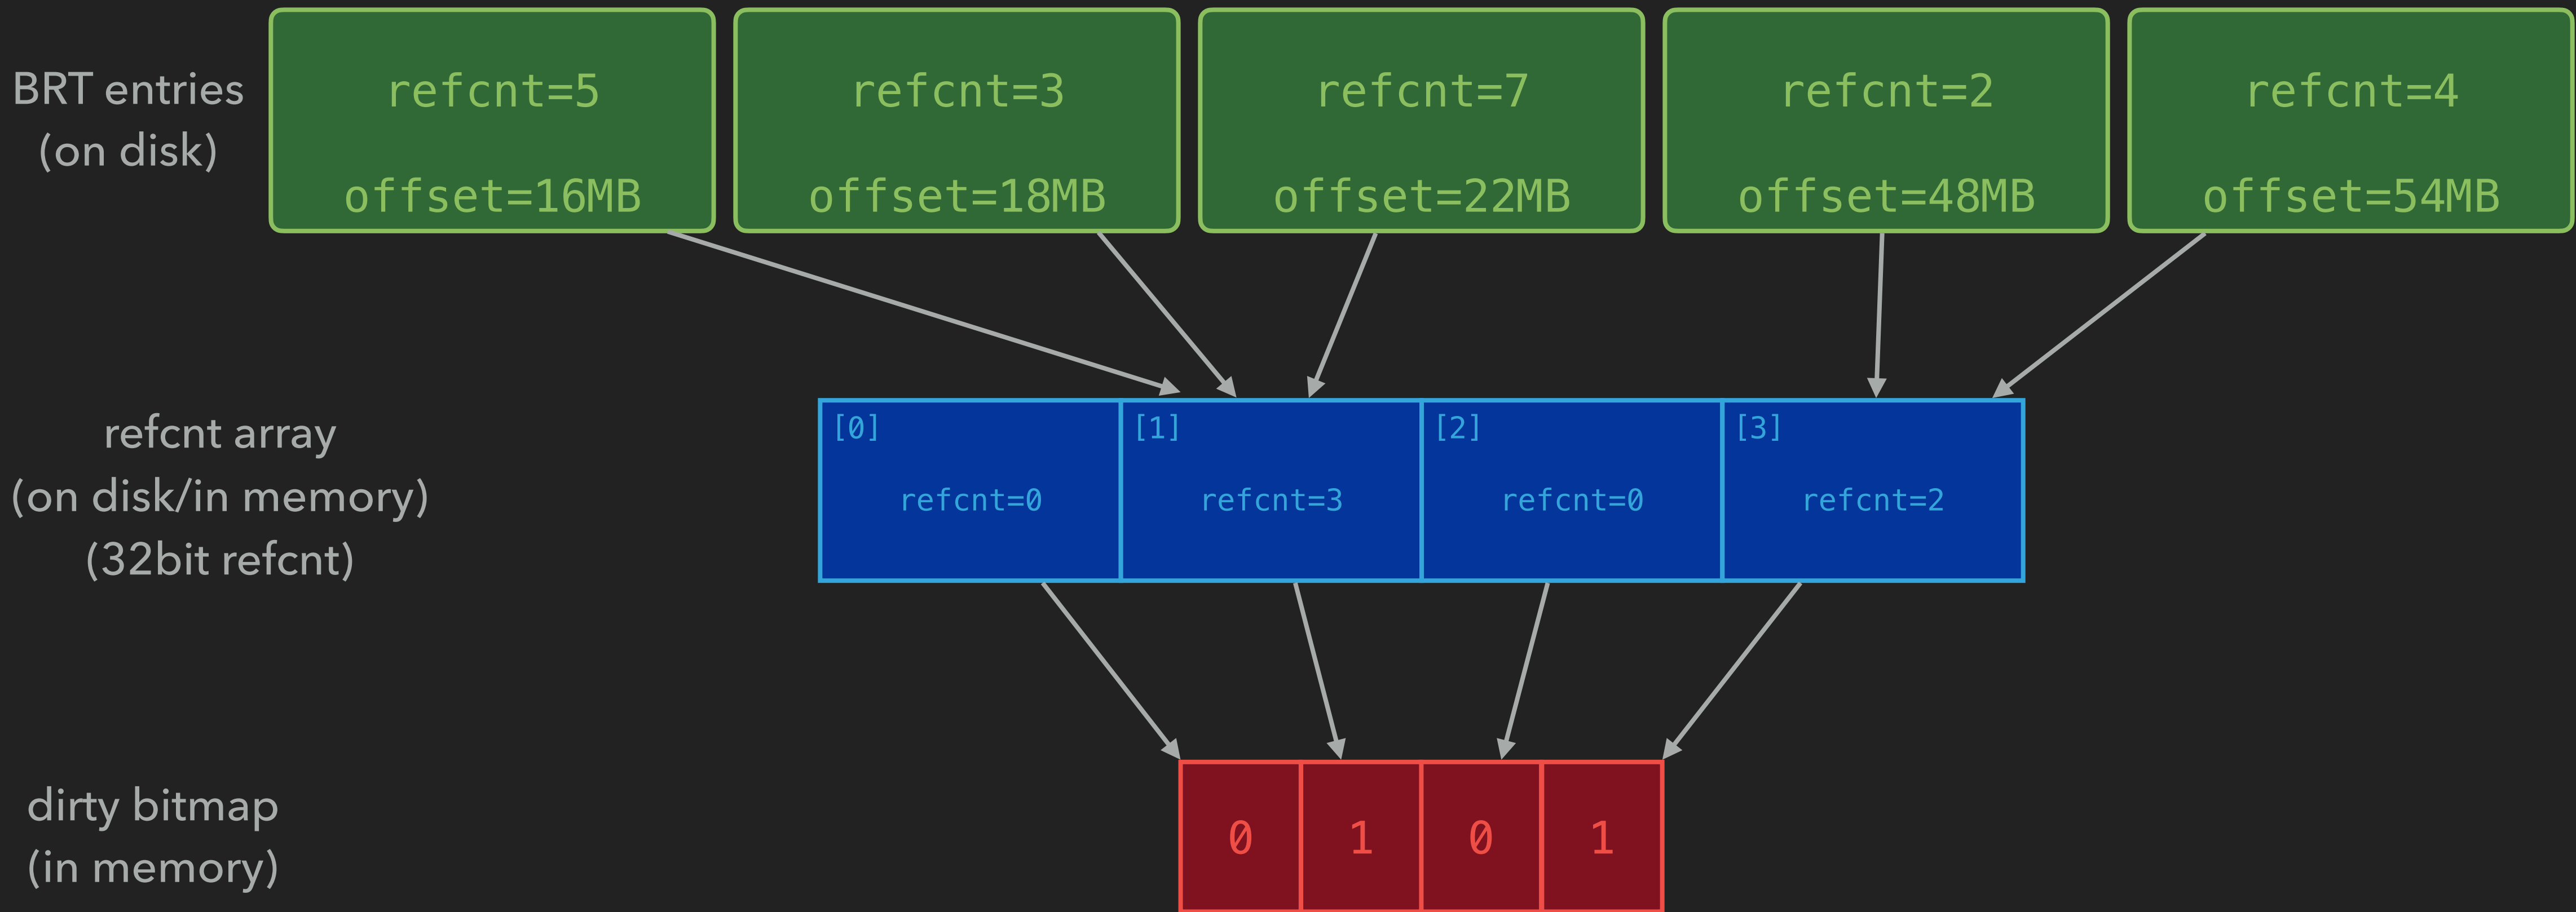 BRT entries
(on disk)
refcnt=5
offset=16MB
refcnt=3
offset=18MB
refcnt=7
offset=22MB
refcnt=2
offset=48MB
refcnt=4
offset=54MB
refcnt array
(on disk/in memory)
(32bit refcnt)
[0]
refcnt=0
[1]
refcnt=3
[2]
refcnt=0
[3]
refcnt=2
dirty bitmap
(in memory)
0
1
0
1